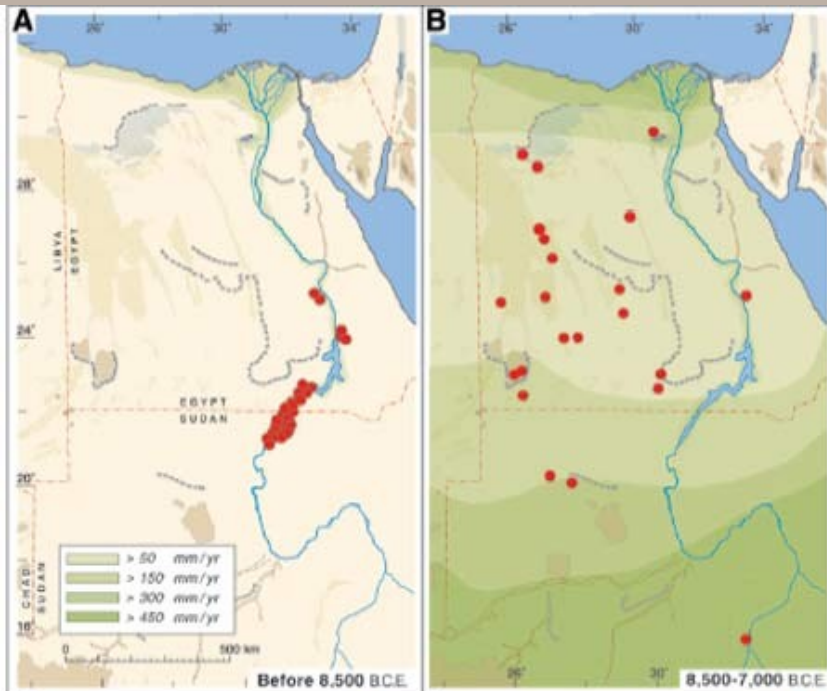 A
26°
30°
34°
28°
LIBYA
EGYPT
24°
EGYPT
SUDAN
20°
CHAD
SUDAN
16°
> 50 mm/yr
> 150 mm/yr
> 300 mm/yr
> 450 mm/yr
0 500 km
Before 8,500 B.C.E.
B
26°
30°
34°
26°
30°
8,500-7,000 B.C.E.